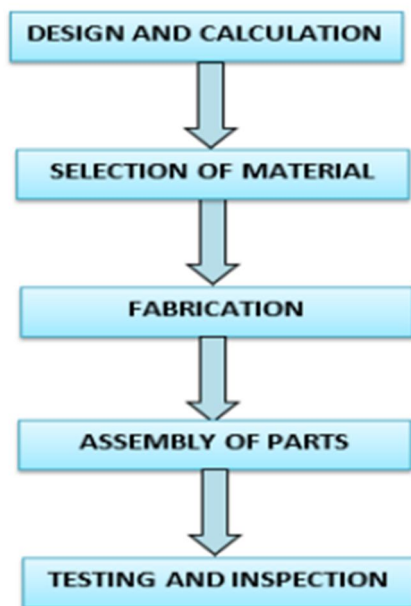 DESIGN AND CALCULATION
SELECTION OF MATERIAL
FABRICATION
ASSEMBLY OF PARTS
TESTING AND INSPECTION